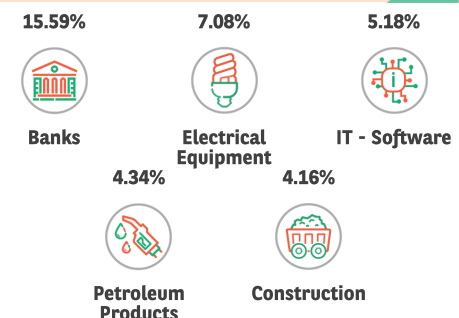 15.59%
7.08%
5.18%
Banks
Electrical
Equipment
IT - Software
4.34%
4.16%
Petroleum
Products
Construction